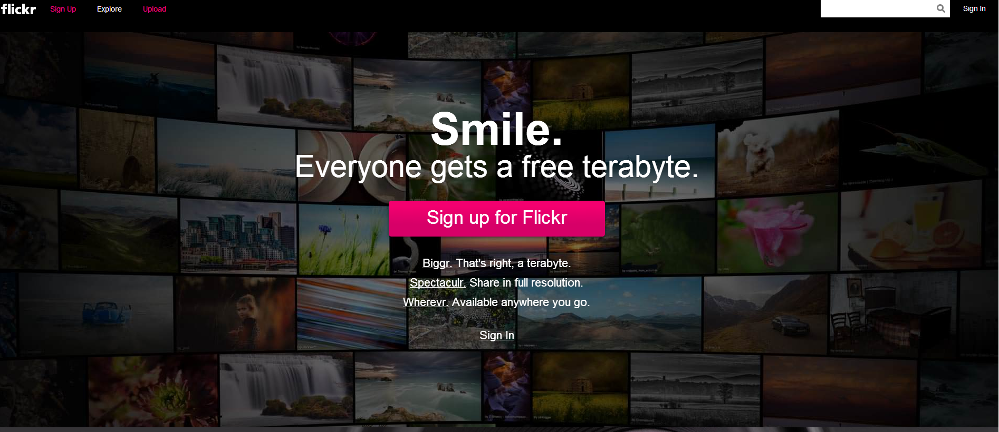 flickr Sign Up Explore Upload Sign In
Smile.
Everyone gets a free terabyte.
Sign up for Flickr
Biggr. That's right, a terabyte.
Spectaculr. Share in full resolution.
Wherevr. Available anywhere you go.
Sign In